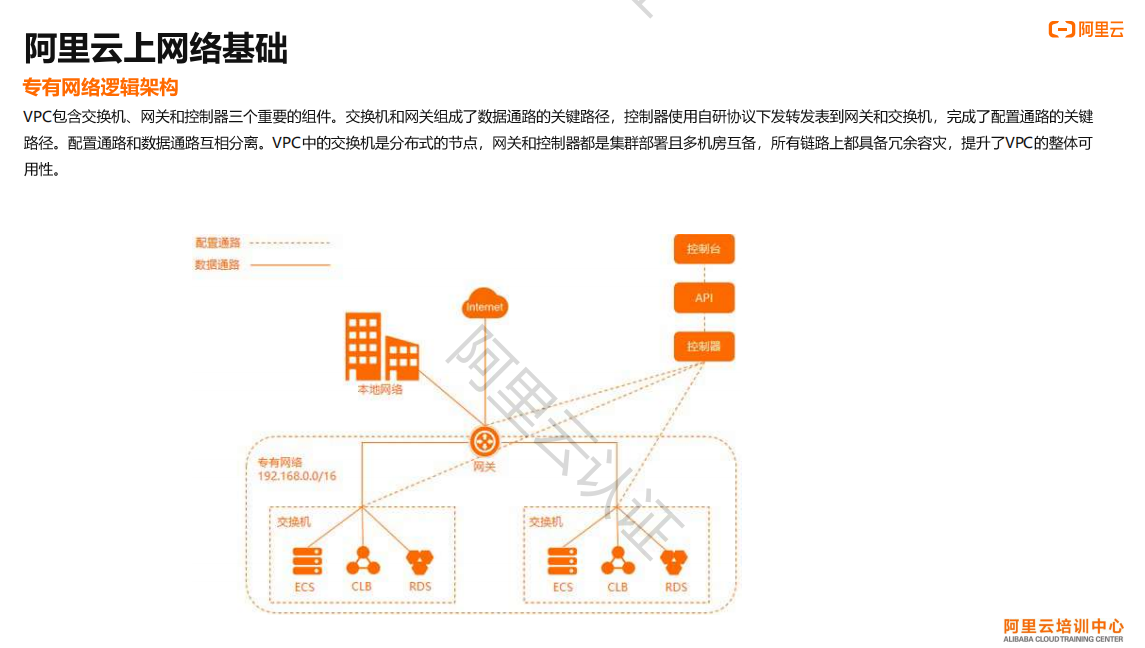 阿里云
阿里云上网络基础
专有网络逻辑架构
VPC包含交换机、网关和控制器三个重要的组件。交换机和网关组成了数据通路的关键路径，控制器使用自研协议下发转发表到网关和交换机，完成了配置通路的关键
路径。配置通路和数据通路互相分离。VPC中的交换机是分布式的节点，网关和控制器都是集群部署且多机房互备，所有链路上都具备冗余容灾，提升了VPC的整体可
用性。
配置通路
数据通路
控制台
API
控制器
Internet
本地网络
网关
专有网络
192.168.0.0/16
交换机
ECS
CLB
RDS
交换机
ECS
CLB
RDS
阿里云认证
阿里云培训中心
ALIBABA CLOUD TRAINING CENTER